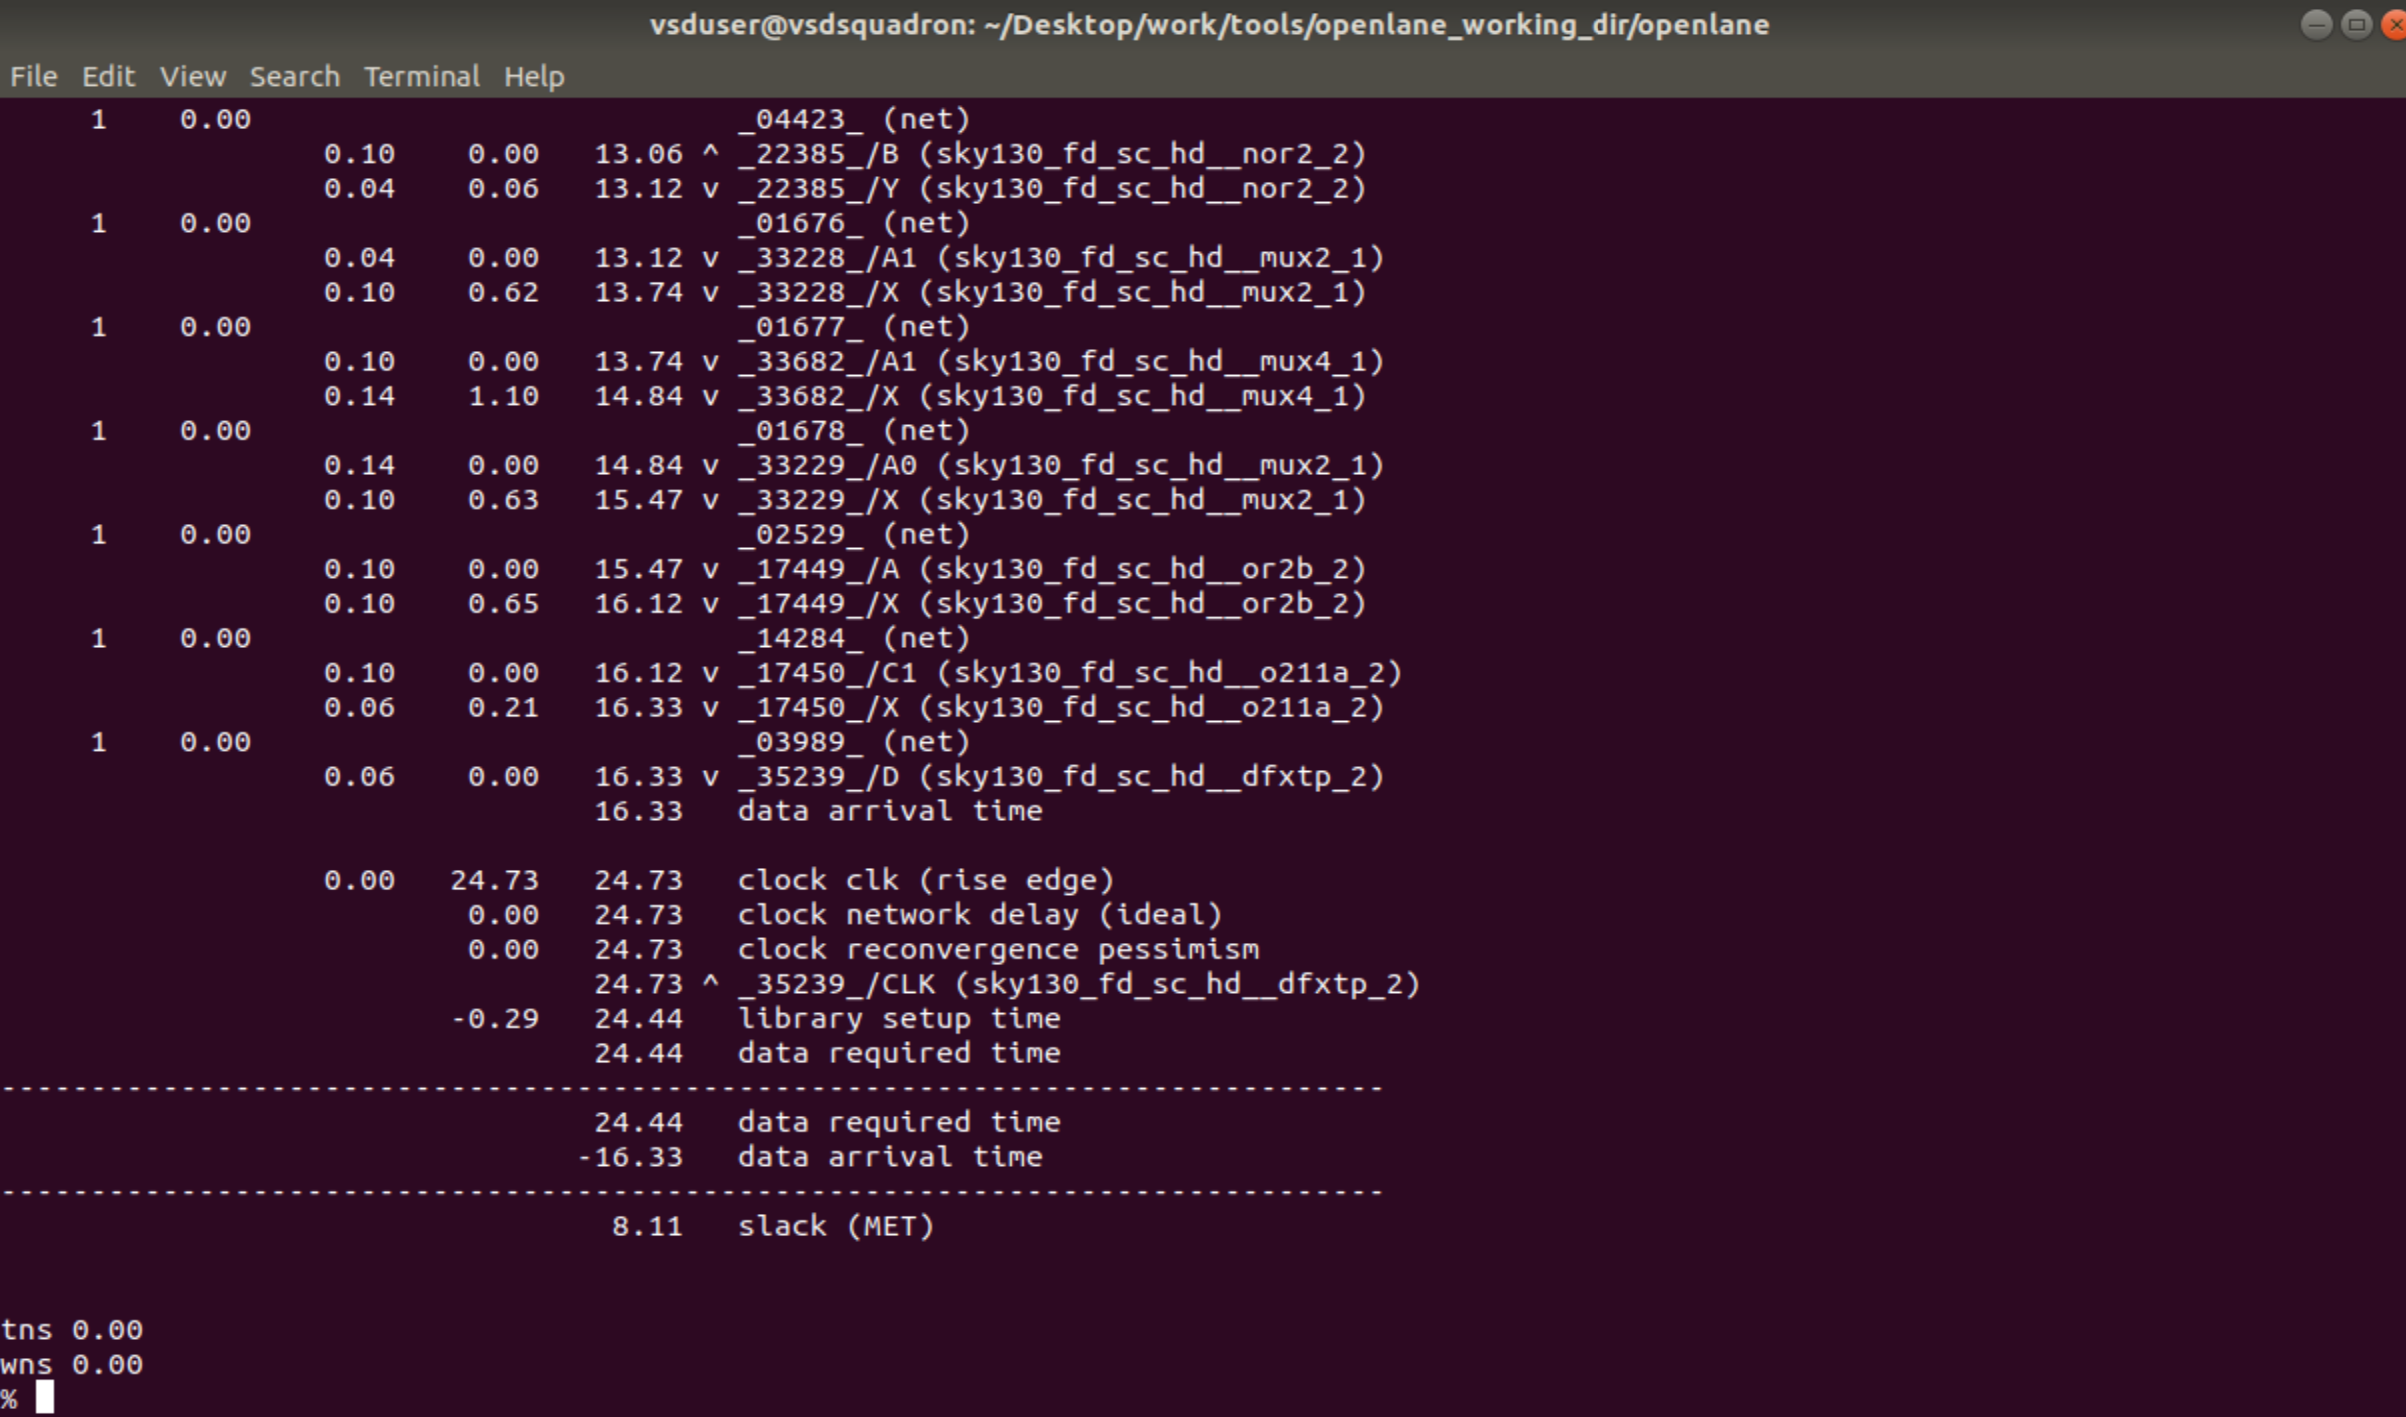 vsduser@vsdsquadron: ~/Desktop/work/tools/openlane_working_dir/openlane
File Edit View Search Terminal Help
1 0.00 _04423_ (net)
0.10 0.00 13.06 ^ _22385_/B (sky130_fd_sc_hd__nor2_2)
0.04 0.06 13.12 v _22385_/Y (sky130_fd_sc_hd__nor2_2)
1 0.00 _01676_ (net)
0.04 0.00 13.12 v _33228_/A1 (sky130_fd_sc_hd__mux2_1)
0.10 0.62 13.74 v _33228_/X (sky130_fd_sc_hd__mux2_1)
1 0.00 _01677_ (net)
0.10 0.00 13.74 v _33682_/A1 (sky130_fd_sc_hd__mux4_1)
0.14 1.10 14.84 v _33682_/X (sky130_fd_sc_hd__mux4_1)
1 0.00 _01678_ (net)
0.14 0.00 14.84 v _33229_/A0 (sky130_fd_sc_hd__mux2_1)
0.10 0.63 15.47 v _33229_/X (sky130_fd_sc_hd__mux2_1)
1 0.00 _02529_ (net)
0.10 0.00 15.47 v _17449_/A (sky130_fd_sc_hd__or2b_2)
0.10 0.65 16.12 v _17449_/X (sky130_fd_sc_hd__or2b_2)
1 0.00 _14284_ (net)
0.10 0.00 16.12 v _17450_/C1 (sky130_fd_sc_hd__o211a_2)
0.06 0.21 16.33 v _17450_/X (sky130_fd_sc_hd__o211a_2)
1 0.00 _03989_ (net)
0.06 0.00 16.33 v _35239_/D (sky130_fd_sc_hd__dfxtp_2)
16.33 data arrival time
0.00 24.73 24.73 clock clk (rise edge)
0.00 24.73 clock network delay (ideal)
0.00 24.73 clock reconvergence pessimism
24.73 ^ _35239_/CLK (sky130_fd_sc_hd__dfxtp_2)
-0.29 24.44 library setup time
24.44 data required time
-----------------------------------------------------------------------------
24.44 data required time
-16.33 data arrival time
-----------------------------------------------------------------------------
8.11 slack (MET)
tns 0.00
wns 0.00
%